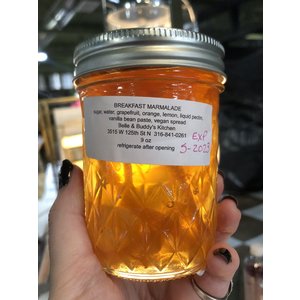 BREAKFAST MARMALADE
sugar, water, grapefruit, orange, lemon, liquid pectin,
vanilla bean paste, vegan spread
Belle & Buddy's Kitchen
3515 W 125th St N 316-841-0261
9 oz
refrigerate after opening
Exp
5-2023